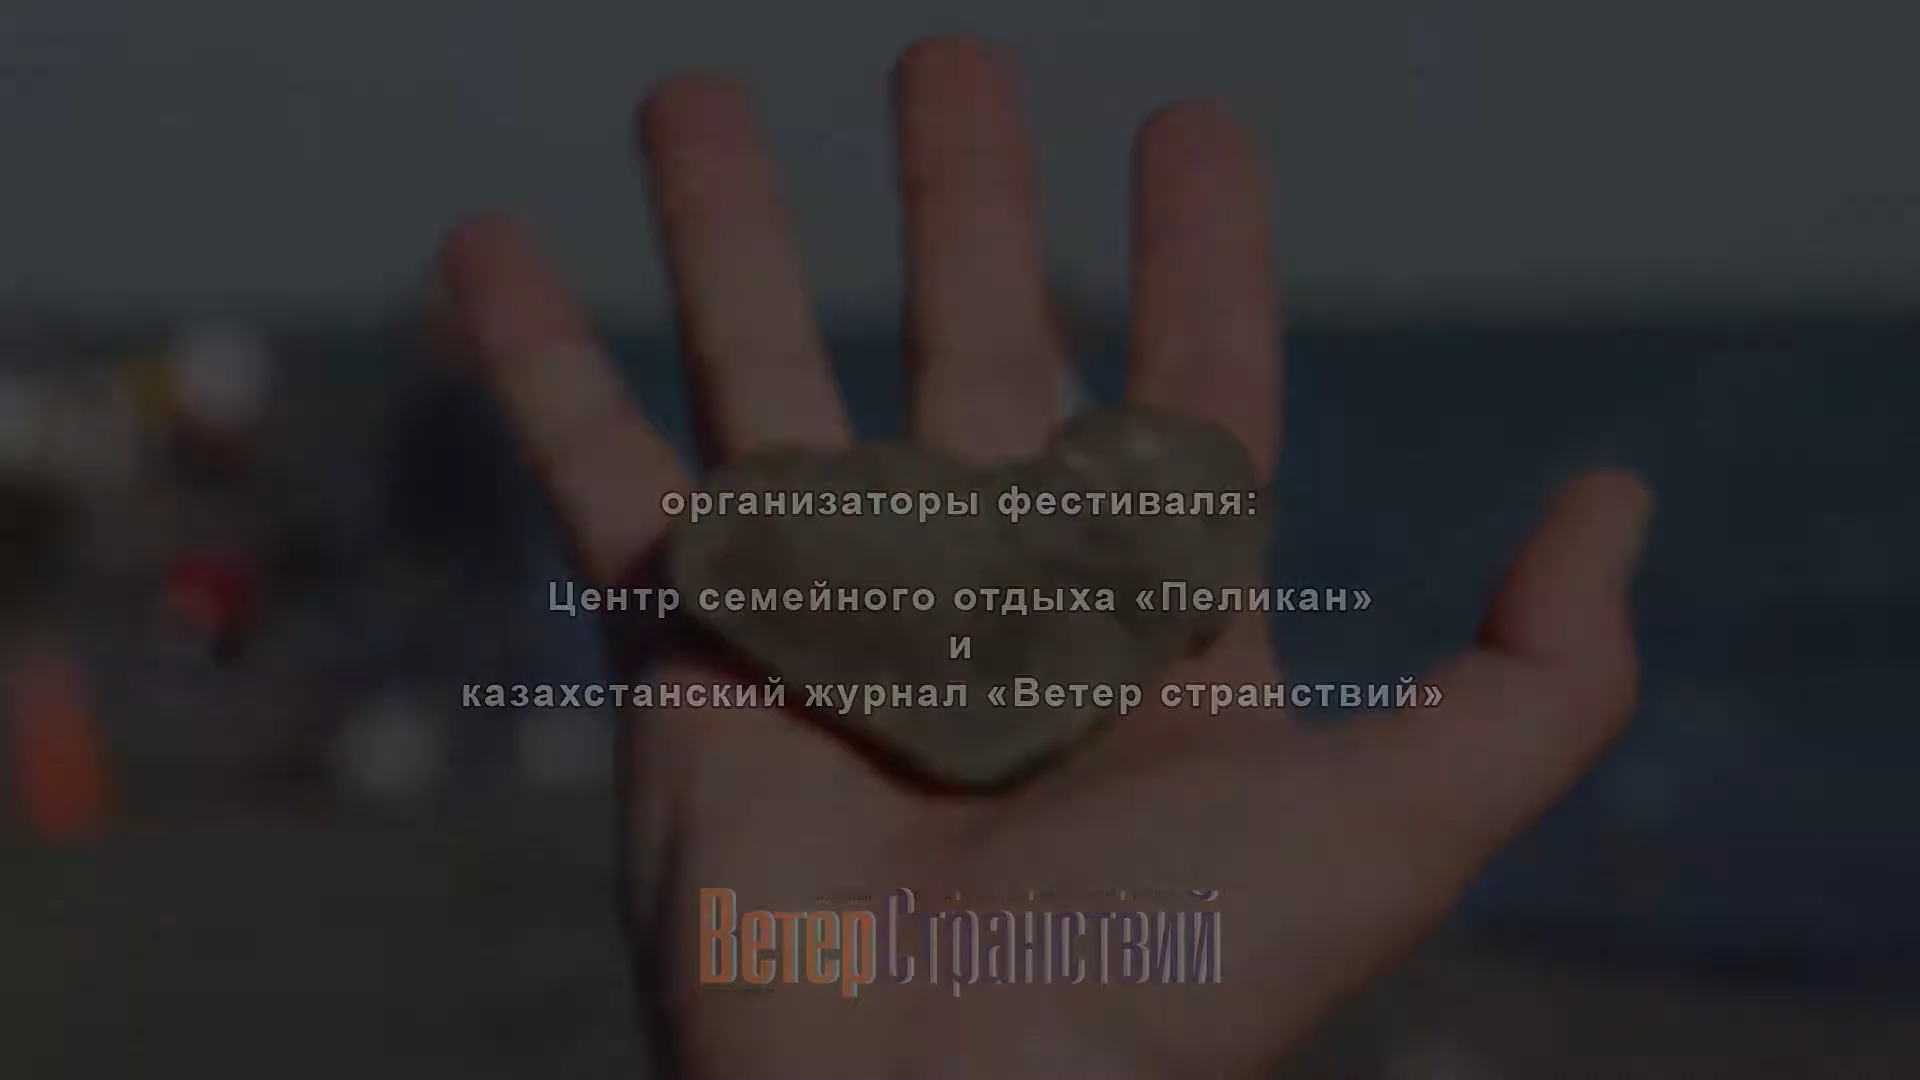 организаторы фестиваля:
Центр семейного отдыха «Пеликан»
и
казахстанский журнал «Ветер странствий»
ВетерСтранствий